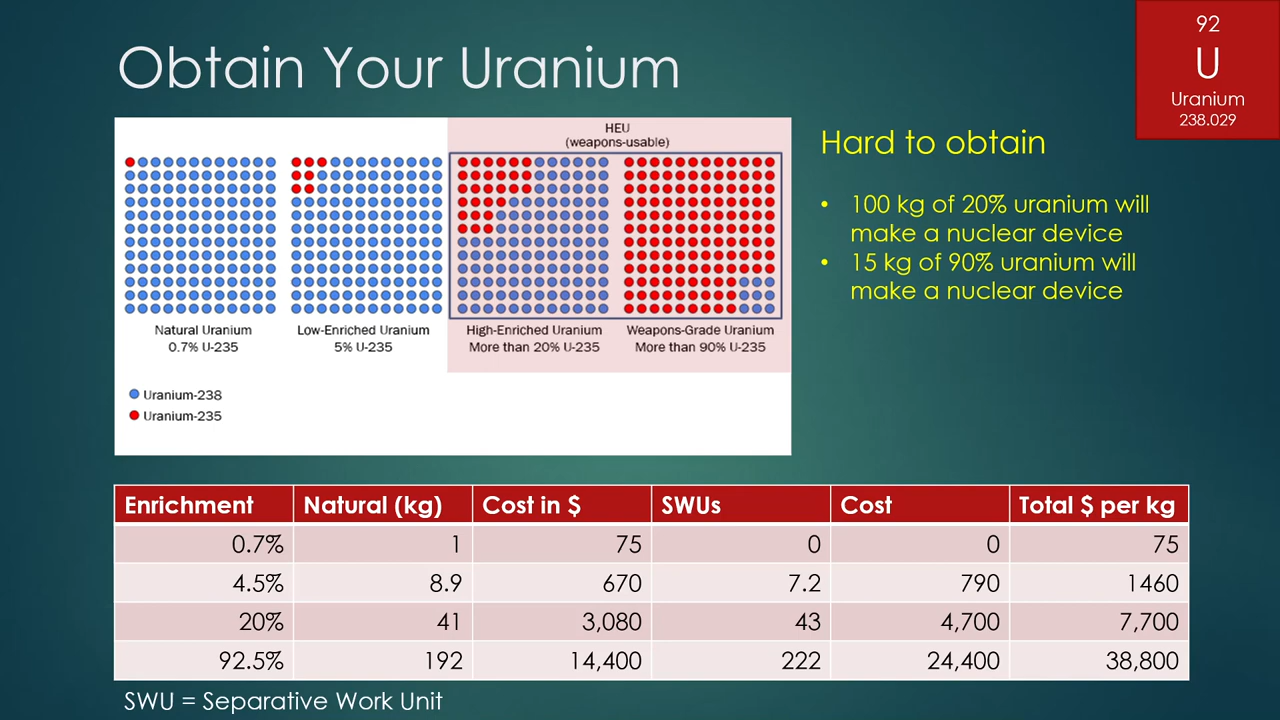 Obtain Your Uranium
92
U
Uranium
238.029
HEU
(weapons-usable)
Natural Uranium
0.7% U-235
Low-Enriched Uranium
5% U-235
High-Enriched Uranium
More than 20% U-235
Weapons-Grade Uranium
More than 90% U-235
Uranium-238
Uranium-235
Hard to obtain
• 100 kg of 20% uranium will
make a nuclear device
• 15 kg of 90% uranium will
make a nuclear device
Enrichment Natural (kg) Cost in $ SWUs Cost Total $ per kg
0.7% 1 75 0 0 75
4.5% 8.9 670 7.2 790 1460
20% 41 3,080 43 4,700 7,700
92.5% 192 14,400 222 24,400 38,800
SWU = Separative Work Unit